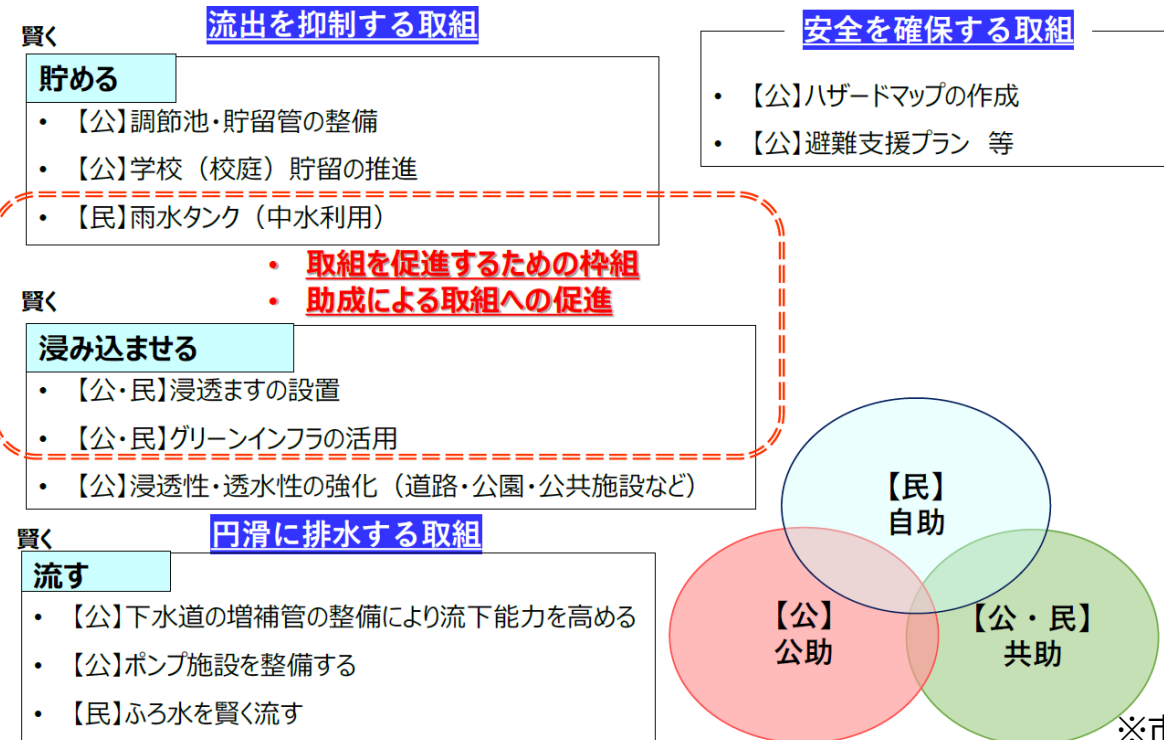 流出を抑制する取組
賢く
貯める
• 【公】調節池・貯留管の整備
• 【公】学校（校庭）貯留の推進
• 【民】雨水タンク（中水利用）
• 取組を促進するための枠組
• 助成による取組への促進
賢く
浸み込ませる
• 【公・民】浸透ますの設置
• 【公・民】グリーンインフラの活用
• 【公】浸透性・透水性の強化（道路・公園・公共施設など）
円滑に排水する取組
賢く
流す
• 【公】下水道の増補管の整備により流下能力を高める
• 【公】ポンプ施設を整備する
• 【民】ふろ水を賢く流す
安全を確保する取組
• 【公】ハザードマップの作成
• 【公】避難支援プラン 等
【民】
自助
【公】
公助
【公・民】
共助
※市